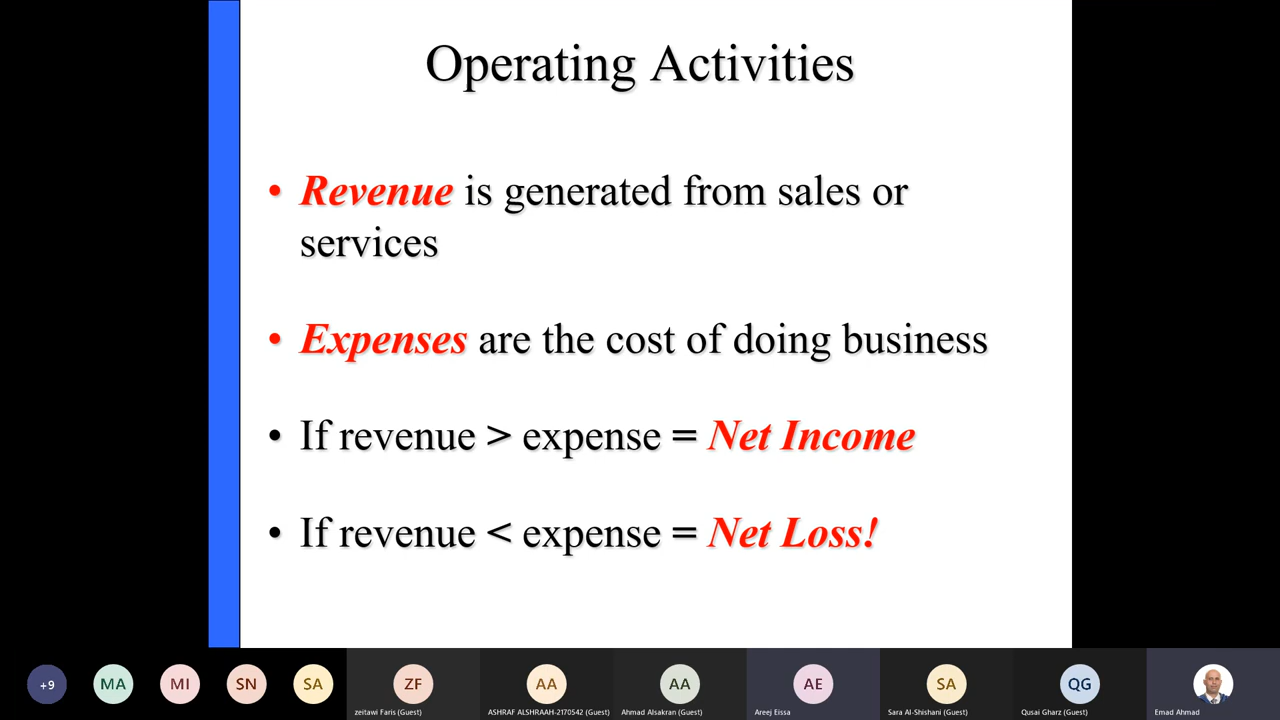 Operating Activities
• Revenue is generated from sales or
services
• Expenses are the cost of doing business
• If revenue > expense = Net Income
• If revenue < expense = Net Loss!
+9
MA
MI
SN
SA
ZF
AA
AA
AE
SA
QG
zeitawi Faris (Guest)
ASHRAF ALSHRAAH-2170542 (Guest)
Ahmad Alsakran (Guest)
Areej Eissa
Sara Al-Shishani (Guest)
Qusai Gharz (Guest)
Emad Ahmad